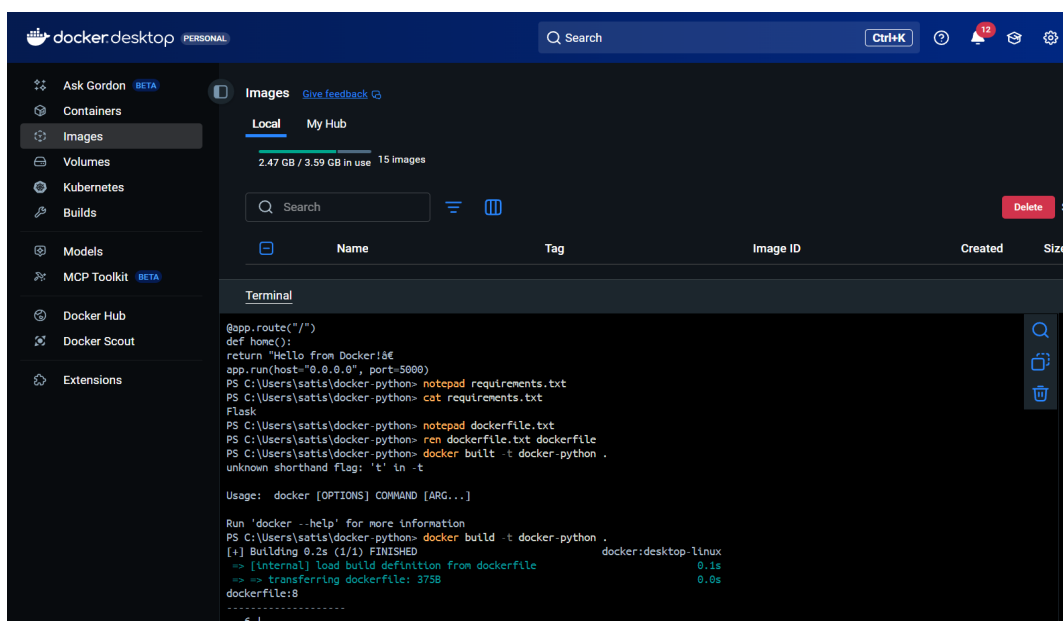 docker.desktop PERSONAL
Search
Ctrl+K
12
Ask Gordon BETA
Containers
Images
Volumes
Kubernetes
Builds
Models
MCP Toolkit BETA
Docker Hub
Docker Scout
Extensions
Images Give feedback
Local My Hub
2.47 GB / 3.59 GB in use 15 images
Search
Delete
Name Tag Image ID Created Size
Terminal
@app.route("/")
def home():
return "Hello from Docker!â€
app.run(host="0.0.0.0", port=5000)
PS C:\Users\satis\docker-python> notepad requirements.txt
PS C:\Users\satis\docker-python> cat requirements.txt
Flask
PS C:\Users\satis\docker-python> notepad dockerfile.txt
PS C:\Users\satis\docker-python> ren dockerfile.txt dockerfile
PS C:\Users\satis\docker-python> docker built -t docker-python .
unknown shorthand flag: 't' in -t
Usage:  docker [OPTIONS] COMMAND [ARG...]
Run 'docker --help' for more information
PS C:\Users\satis\docker-python> docker build -t docker-python .
[+] Building 0.2s (1/1) FINISHED docker:desktop-linux
=> [internal] load build definition from dockerfile 0.1s
=> => transferring dockerfile: 375B 0.0s
dockerfile:8
--------------------